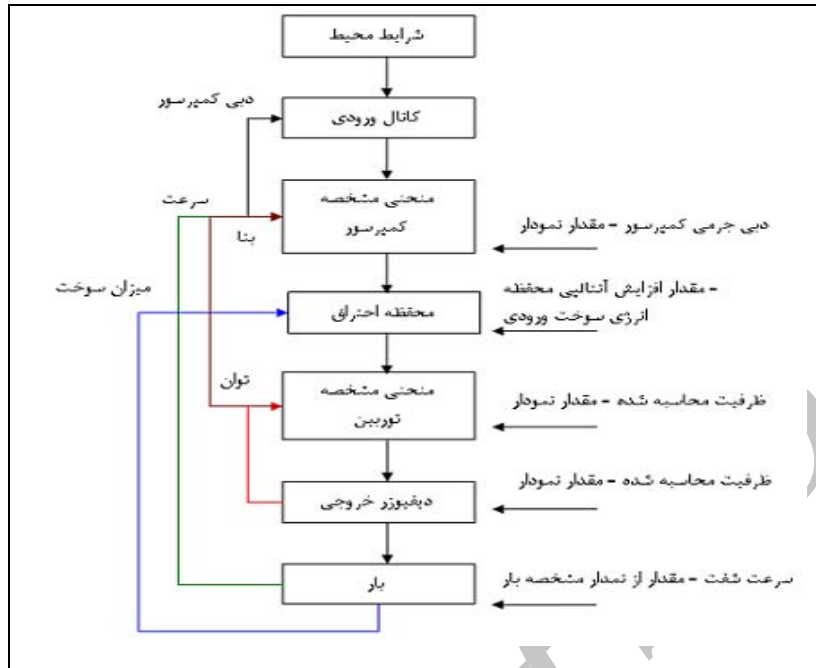 شرایط محیط
دبی کمپرسور
کانال ورودی
سرعت
منحنی مشخصه
کمپرسور
بتا
دبی جرمی کمپرسور - مقدار نمودار
میزان سوخت
محفظه احتراق
- مقدار افزایش آنتالپی محفظه
انرژی سوخت ورودی
توان
منحنی مشخصه
توربین
ظرفیت محاسبه شده - مقدار نمودار
دیفیوزر خروجی
ظرفیت محاسبه شده - مقدار نمودار
بار
سرعت شفت - مقدار از نمدار مشخصه بار